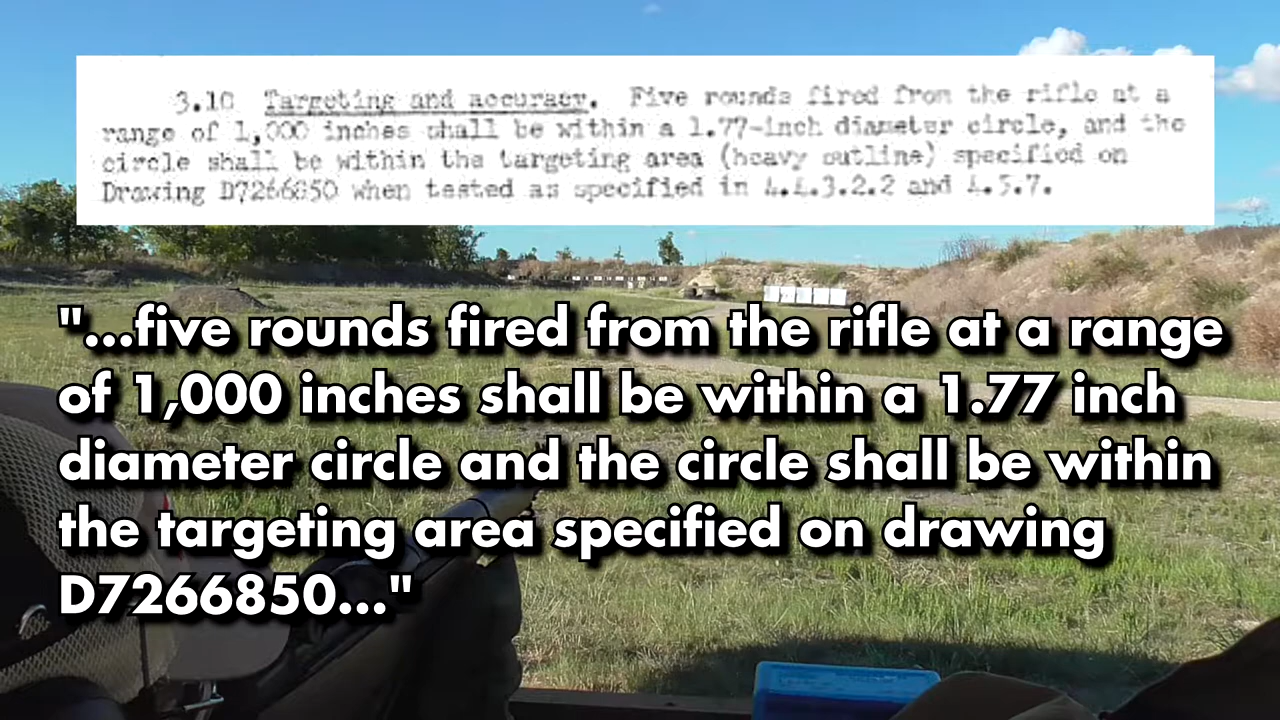 3.10 Targeting and accuracy. Five rounds fired from the rifle at a
range of 1,000 inches shall be within a 1.77-inch diameter circle, and the
circle shall be within the targeting area (heavy outline) specified on
Drawing D7266850 when tested as specified in 4.4.3.2.2 and 4.5.7.
"...five rounds fired from the rifle at a range
of 1,000 inches shall be within a 1.77 inch
diameter circle and the circle shall be within
the targeting area specified on drawing
D7266850..."